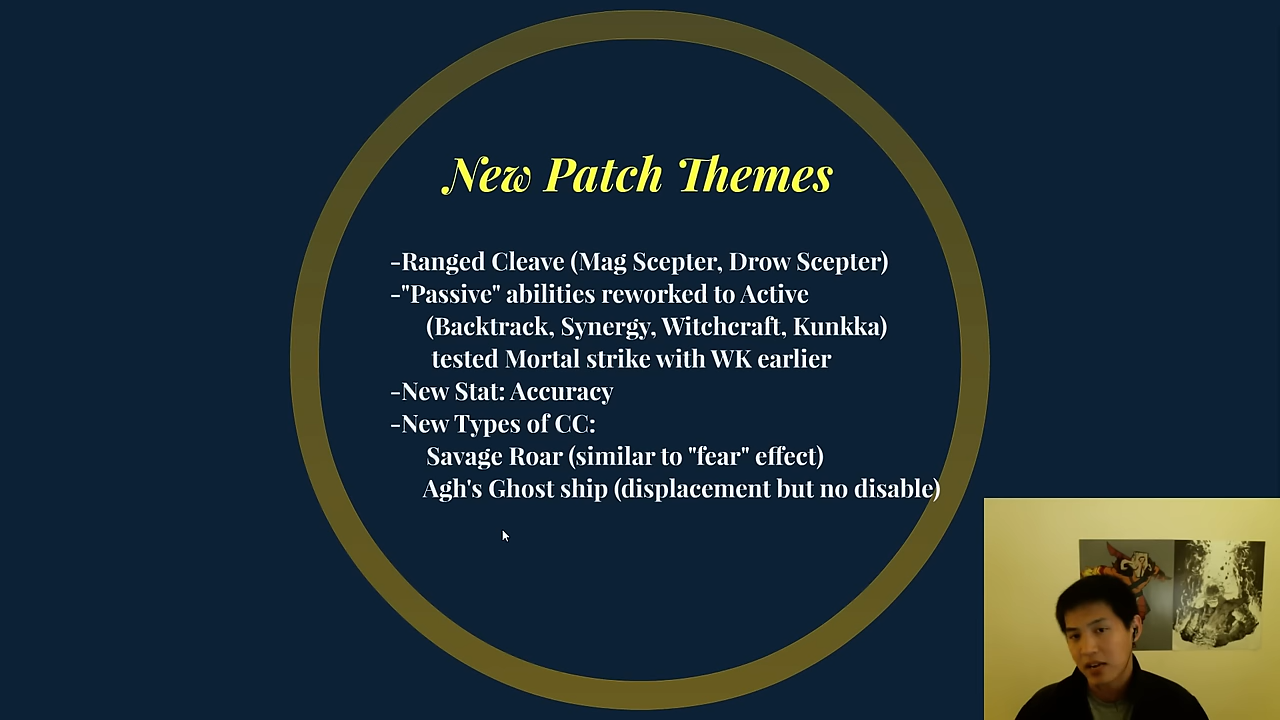 New Patch Themes
-Ranged Cleave (Mag Scepter, Drow Scepter)
-"Passive" abilities reworked to Active
(Backtrack, Synergy, Witchcraft, Kunkka)
tested Mortal strike with WK earlier
-New Stat: Accuracy
-New Types of CC:
Savage Roar (similar to "fear" effect)
Agh's Ghost ship (displacement but no disable)